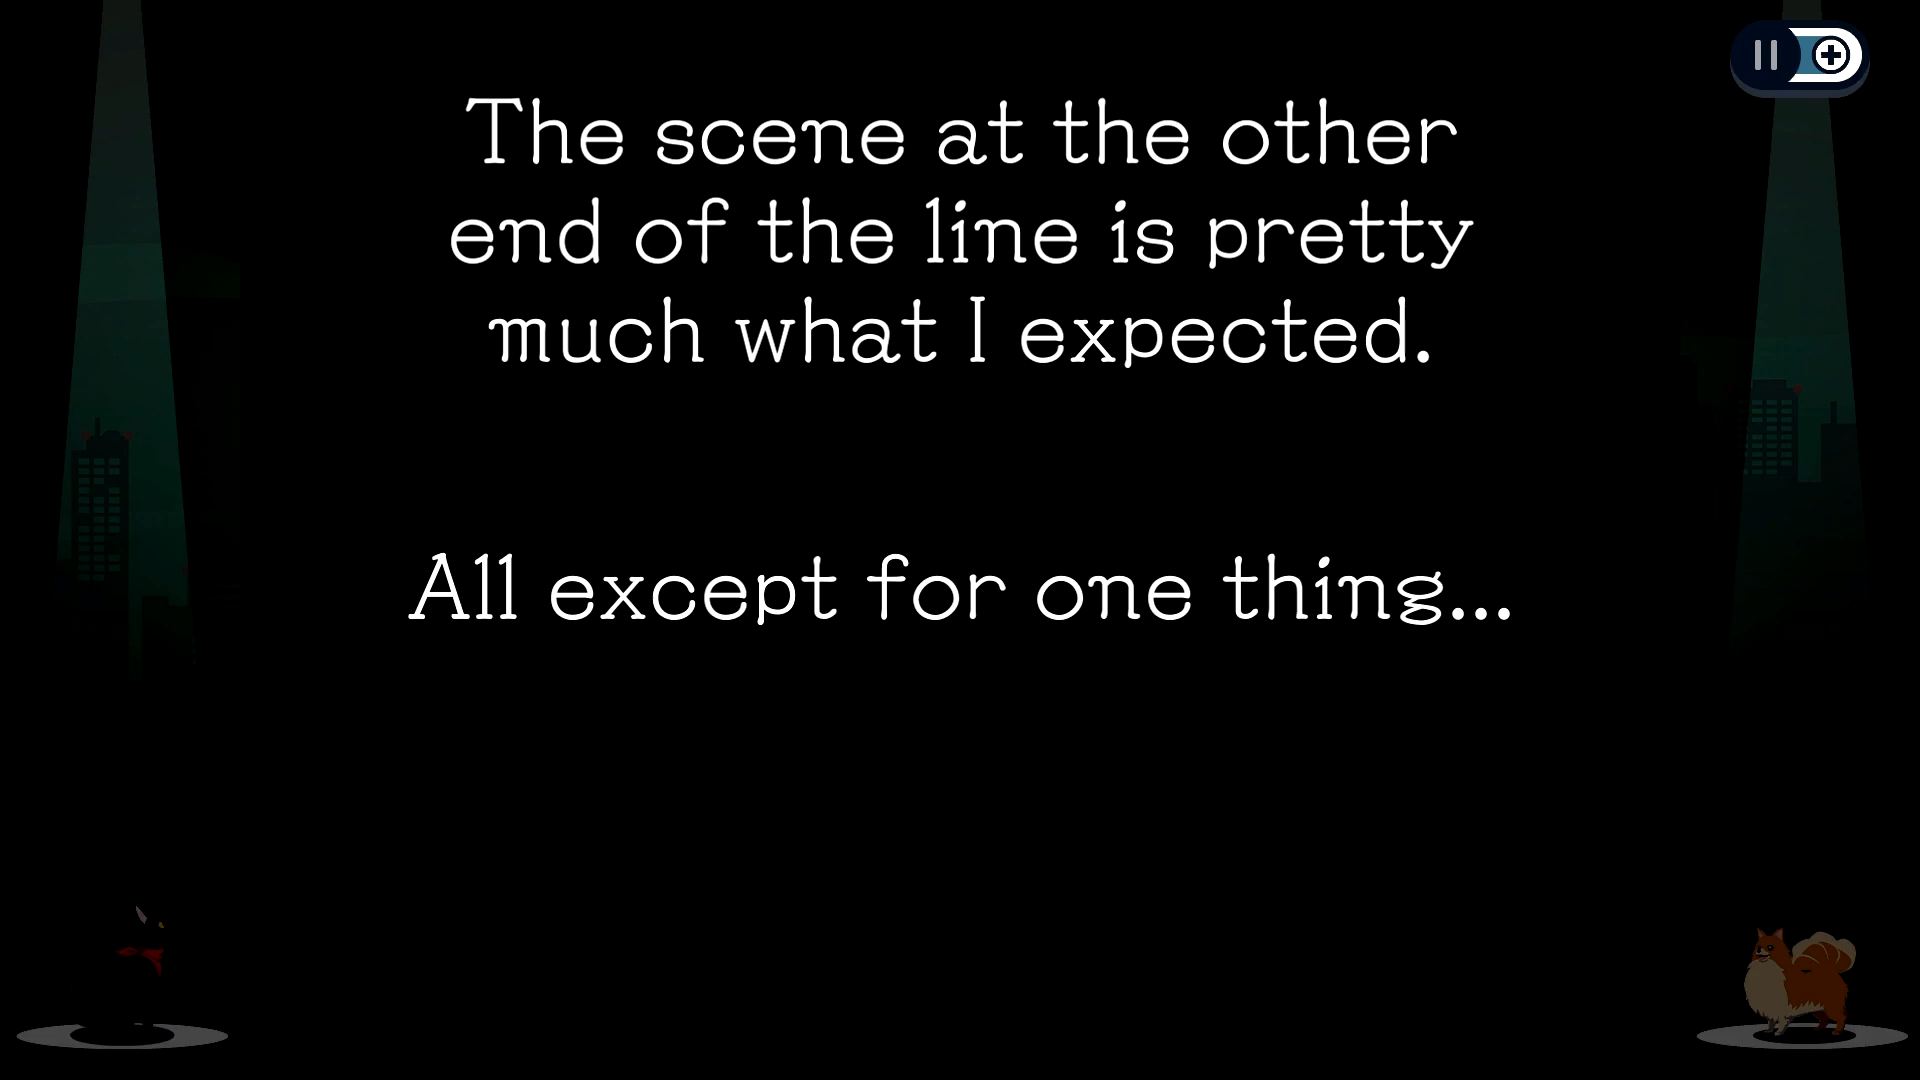 The scene at the other
end of the line is pretty
much what I expected.
All except for one thing...